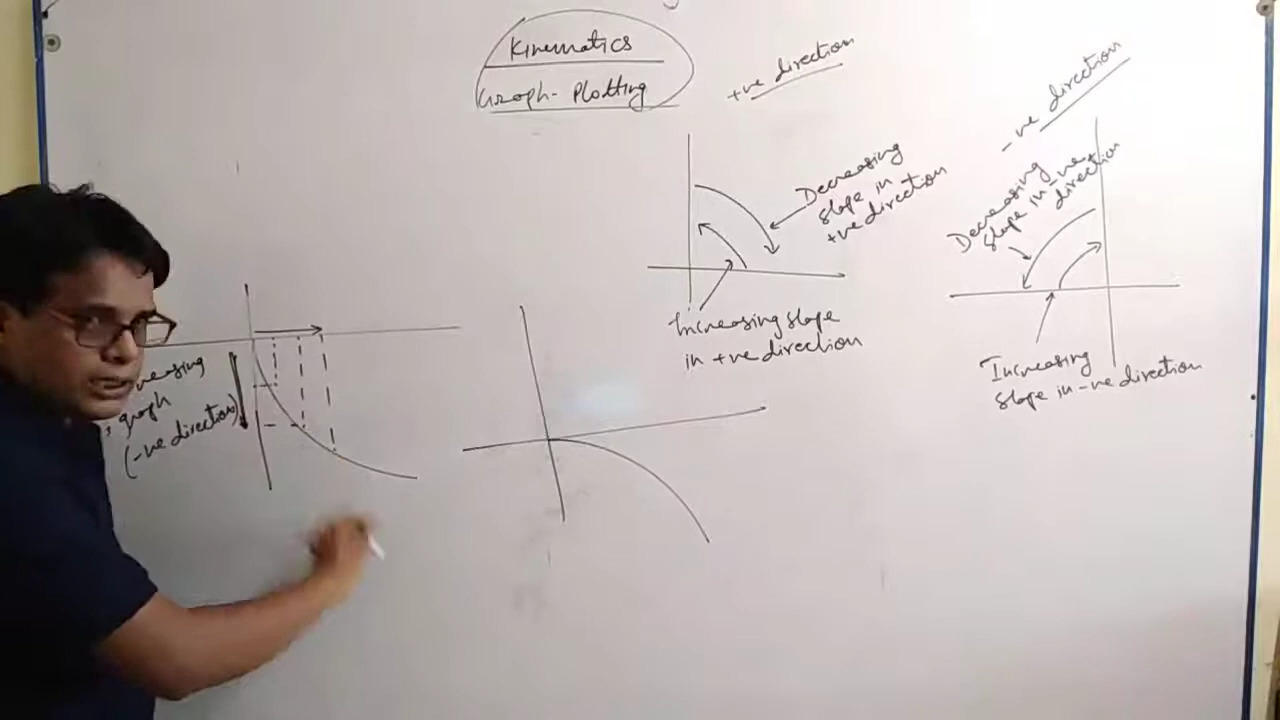 Kinematics
Graph- Plotting
+ve direction
-ve direction
Decreasing
slope in
+ve direction
Increasing slope
in +ve direction
Decreasing
slope in -ve
direction
Increasing
slope in -ve direction
graph
(-ve direction)